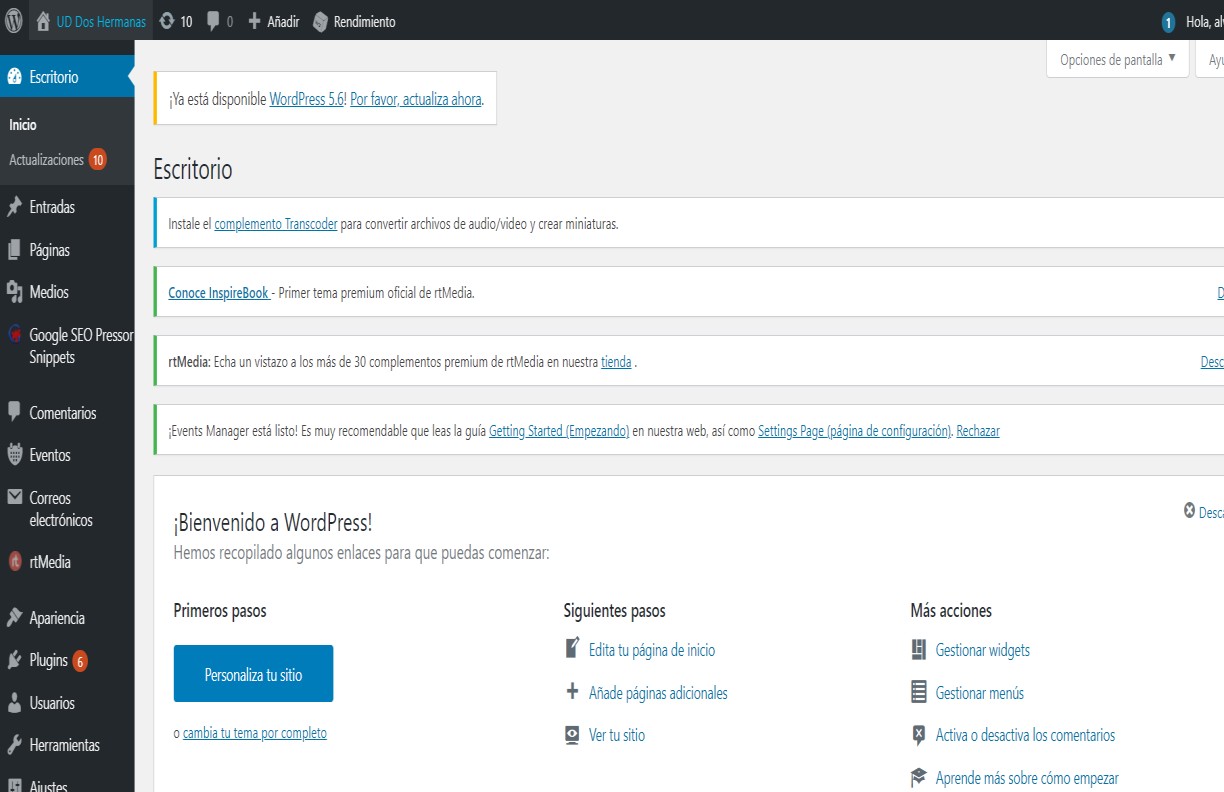 UD Dos Hermanas 10 0 Añadir Rendimiento 1 Hola,
Opciones de pantalla
Escritorio
Inicio
Actualizaciones 10
Entradas
Páginas
Medios
Google SEO Pressor
Snippets
Comentarios
Eventos
Correos
electrónicos
rtMedia
Apariencia
Plugins 6
Usuarios
Herramientas
Ajustes
¡Ya está disponible WordPress 5.6! Por favor, actualiza ahora.
Escritorio
Instale el complemento Transcoder para convertir archivos de audio/video y crear miniaturas.
Conoce InspireBook - Primer tema premium oficial de rtMedia.
rtMedia: Echa un vistazo a los más de 30 complementos premium de rtMedia en nuestra tienda .
¡Events Manager está listo! Es muy recomendable que leas la guía Getting Started (Empezando) en nuestra web, así como Settings Page (página de configuración). Rechazar
¡Bienvenido a WordPress!
Hemos recopilado algunos enlaces para que puedas comenzar:
Primeros pasos
Personaliza tu sitio
o cambia tu tema por completo
Siguientes pasos
Edita tu página de inicio
Añade páginas adicionales
Ver tu sitio
Más acciones
Gestionar widgets
Gestionar menús
Activa o desactiva los comentarios
Aprende más sobre cómo empezar